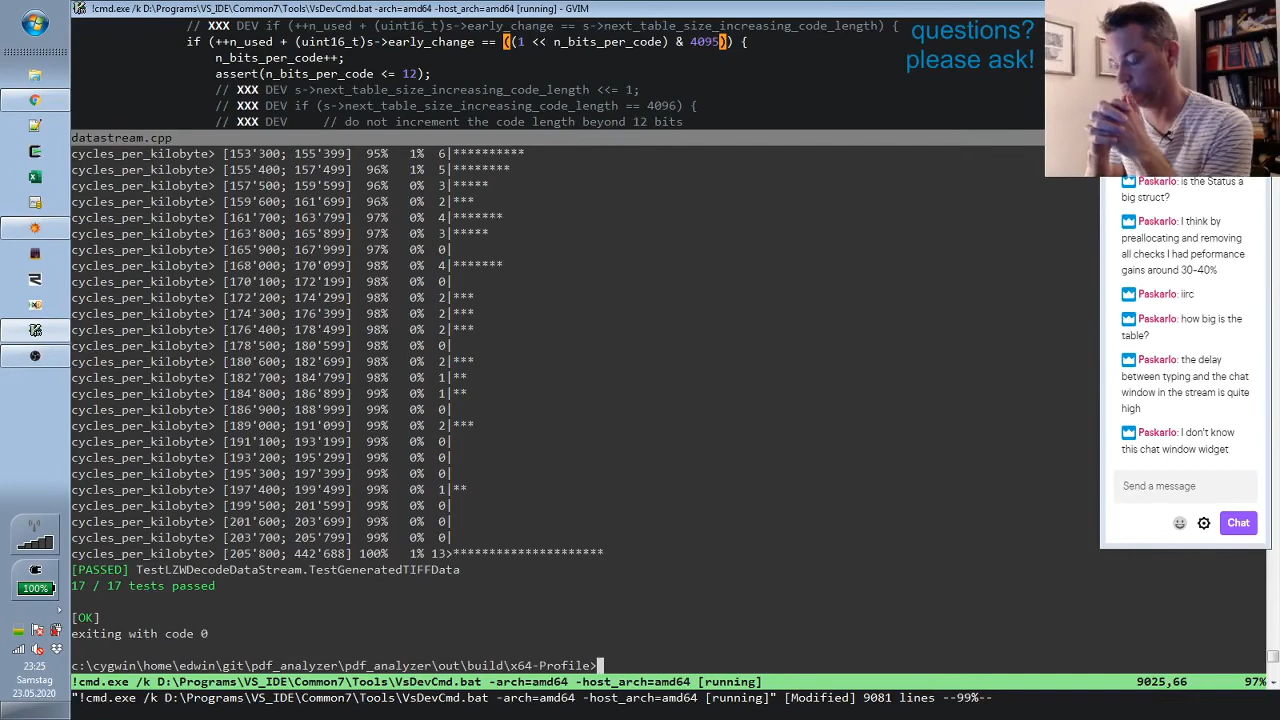 !cmd.exe /k D:\Programs\VS_IDE\Common7\Tools\VsDevCmd.bat -arch=amd64 -host_arch=amd64 [running] - GVIM
// XXX DEV if (++n_used + (uint16_t)s->early_change == s->next_table_size_increasing_code_length) {
if (++n_used + (uint16_t)s->early_change == ((1 << n_bits_per_code) & 4095)) {
n_bits_per_code++;
assert(n_bits_per_code <= 12);
// XXX DEV s->next_table_size_increasing_code_length <<= 1;
// XXX DEV if (s->next_table_size_increasing_code_length == 4096) {
// XXX DEV    // do not increment the code length beyond 12 bits
datastream.cpp
cycles_per_kilobyte> [153'300; 155'399]  95%   1%  6|**********
cycles_per_kilobyte> [155'400; 157'499]  96%   1%  5|********
cycles_per_kilobyte> [157'500; 159'599]  96%   0%  3|*****
cycles_per_kilobyte> [159'600; 161'699]  96%   0%  2|***
cycles_per_kilobyte> [161'700; 163'799]  97%   0%  4|*******
cycles_per_kilobyte> [163'800; 165'899]  97%   0%  3|*****
cycles_per_kilobyte> [165'900; 167'999]  97%   0%  0|
cycles_per_kilobyte> [168'000; 170'099]  98%   0%  4|*******
cycles_per_kilobyte> [170'100; 172'199]  98%   0%  0|
cycles_per_kilobyte> [172'200; 174'299]  98%   0%  2|***
cycles_per_kilobyte> [174'300; 176'399]  98%   0%  2|***
cycles_per_kilobyte> [176'400; 178'499]  98%   0%  2|***
cycles_per_kilobyte> [178'500; 180'599]  98%   0%  0|
cycles_per_kilobyte> [180'600; 182'699]  98%   0%  2|***
cycles_per_kilobyte> [182'700; 184'799]  98%   0%  1|**
cycles_per_kilobyte> [184'800; 186'899]  99%   0%  1|**
cycles_per_kilobyte> [186'900; 188'999]  99%   0%  0|
cycles_per_kilobyte> [189'000; 191'099]  99%   0%  2|***
cycles_per_kilobyte> [191'100; 193'199]  99%   0%  0|
cycles_per_kilobyte> [193'200; 195'299]  99%   0%  0|
cycles_per_kilobyte> [195'300; 197'399]  99%   0%  0|
cycles_per_kilobyte> [197'400; 199'499]  99%   0%  1|**
cycles_per_kilobyte> [199'500; 201'599]  99%   0%  0|
cycles_per_kilobyte> [201'600; 203'699]  99%   0%  0|
cycles_per_kilobyte> [203'700; 205'799]  99%   0%  0|
cycles_per_kilobyte> [205'800; 442'688] 100%   1% 13>*********************
[PASSED] TestLZWDecodeDataStream.TestGeneratedTIFFData
17 / 17 tests passed
[OK]
exiting with code 0
c:\cygwin\home\edwin\git\pdf_analyzer\pdf_analyzer\out\build\x64-Profile>
!cmd.exe /k D:\Programs\VS_IDE\Common7\Tools\VsDevCmd.bat -arch=amd64 -host_arch=amd64 [running] 9025,66 97%
"!cmd.exe /k D:\Programs\VS_IDE\Common7\Tools\VsDevCmd.bat -arch=amd64 -host_arch=amd64 [running]" [Modified] 9081 lines --99%--
questions?
please ask!
Paskarlo: is the Status a
big struct?
Paskarlo: I think by
preallocating and removing
all checks I had peformance
gains around 30-40%
Paskarlo: iirc
Paskarlo: how big is the
table?
Paskarlo: the delay
between typing and the chat
window in the stream is quite
high
Paskarlo: I don't know
this chat window widget
Send a message
Chat
100%
23:25
Samstag
23.05.2020